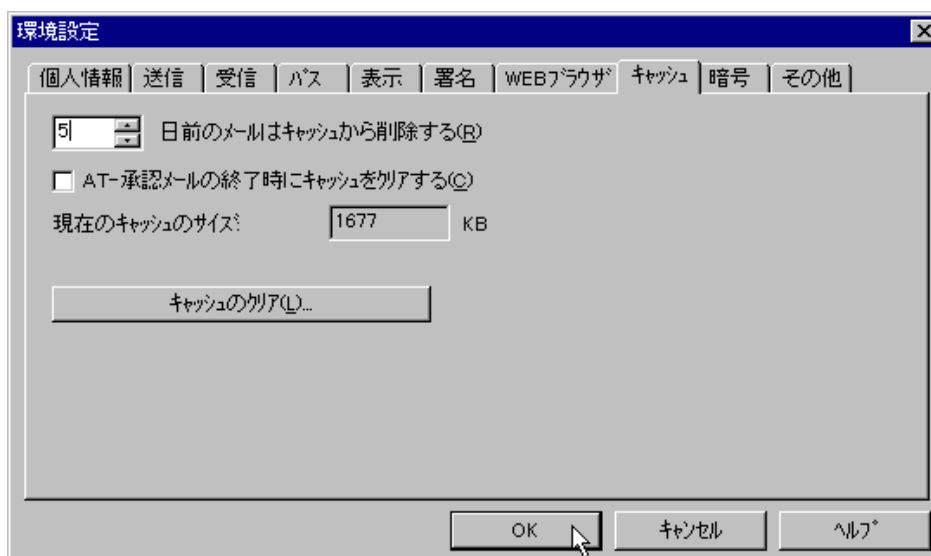 環境設定
個人情報 送信 受信 ﾊﾟｽ 表示 署名 WEBﾌﾞﾗｳｻﾞ ｷｬｯｼｭ 暗号 その他
5 日前のﾒｰﾙはｷｬｯｼｭから削除する(R)
AT-承認ﾒｰﾙの終了時にｷｬｯｼｭをｸﾘｱする(C)
現在のｷｬｯｼｭのサイズ: 1677 KB
ｷｬｯｼｭのｸﾘｱ(L)...
OK ｷｬﾝｾﾙ ﾍﾙﾌﾟ